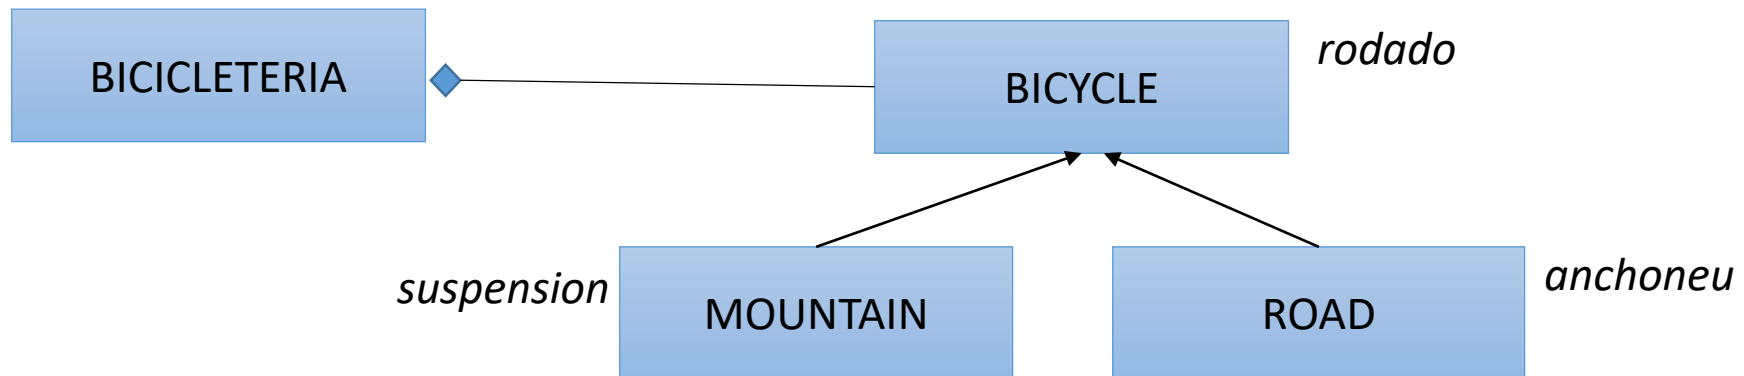 BICICLETERIA
BICYCLE
rodado
suspension
MOUNTAIN
ROAD
anchoneu